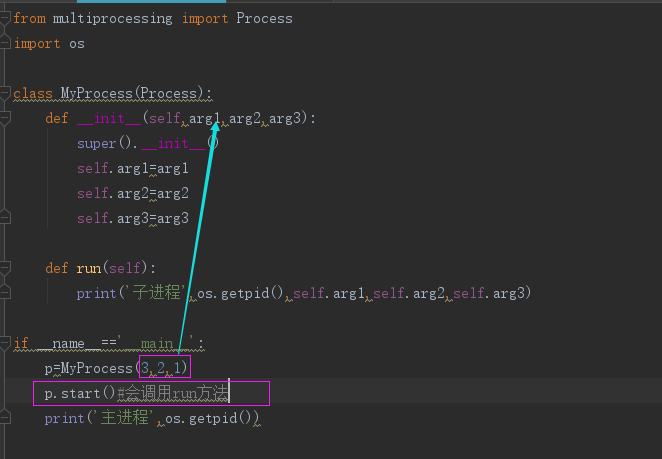 from multiprocessing import Process
import os
class MyProcess(Process):
def __init__(self,arg1,arg2,arg3):
super().__init__()
self.arg1=arg1
self.arg2=arg2
self.arg3=arg3
def run(self):
print('子进程',os.getpid(),self.arg1,self.arg2,self.arg3)
if __name__=='__main__':
p=MyProcess(3,2,1)
p.start()#会调用run方法
print('主进程',os.getpid())